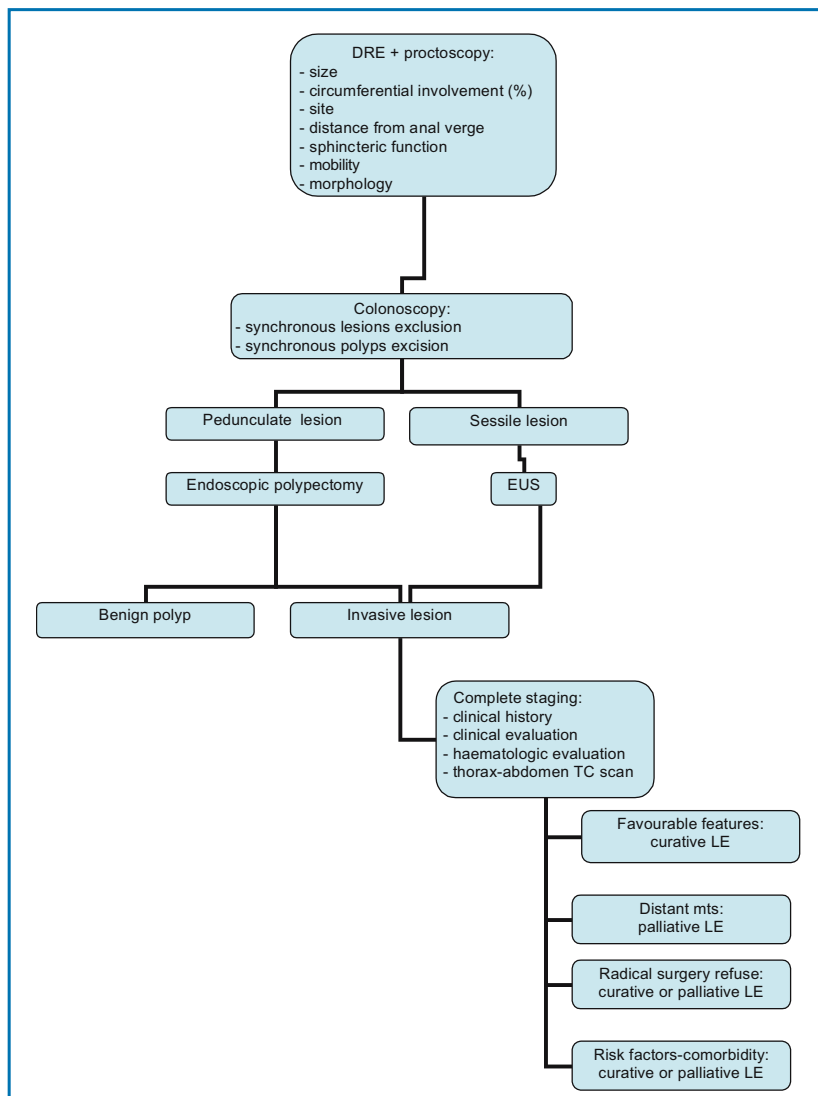 DRE + proctoscopy:
- size
- circumferential involvement (%)
- site
- distance from anal verge
- sphincteric function
- mobility
- morphology
Colonoscopy:
- synchronous lesions exclusion
- synchronous polyps excision
Pedunculate lesion
Sessile lesion
Endoscopic polypectomy
EUS
Benign polyp
Invasive lesion
Complete staging:
- clinical history
- clinical evaluation
- haematologic evaluation
- thorax-abdomen TC scan
Favourable features:
curative LE
Distant mts:
palliative LE
Radical surgery refuse:
curative or palliative LE
Risk factors-comorbidity:
curative or palliative LE